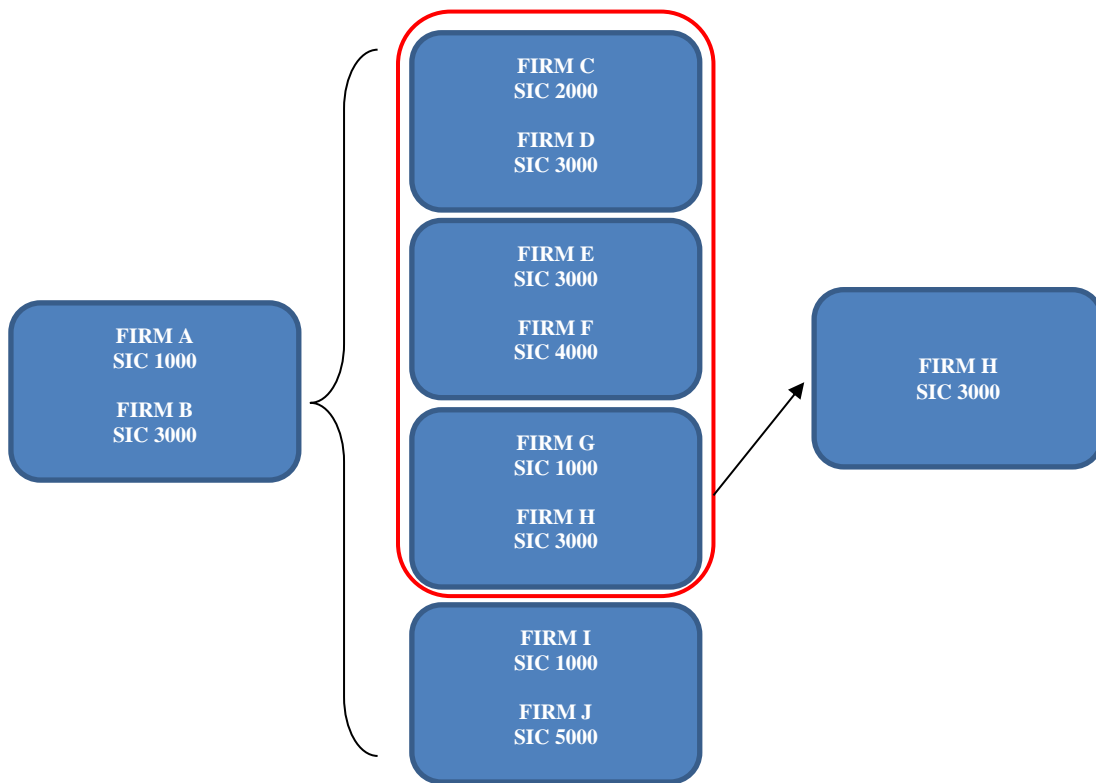 FIRM A
SIC 1000
FIRM B
SIC 3000
FIRM C
SIC 2000
FIRM D
SIC 3000
FIRM E
SIC 3000
FIRM F
SIC 4000
FIRM G
SIC 1000
FIRM H
SIC 3000
FIRM I
SIC 1000
FIRM J
SIC 5000
FIRM H
SIC 3000